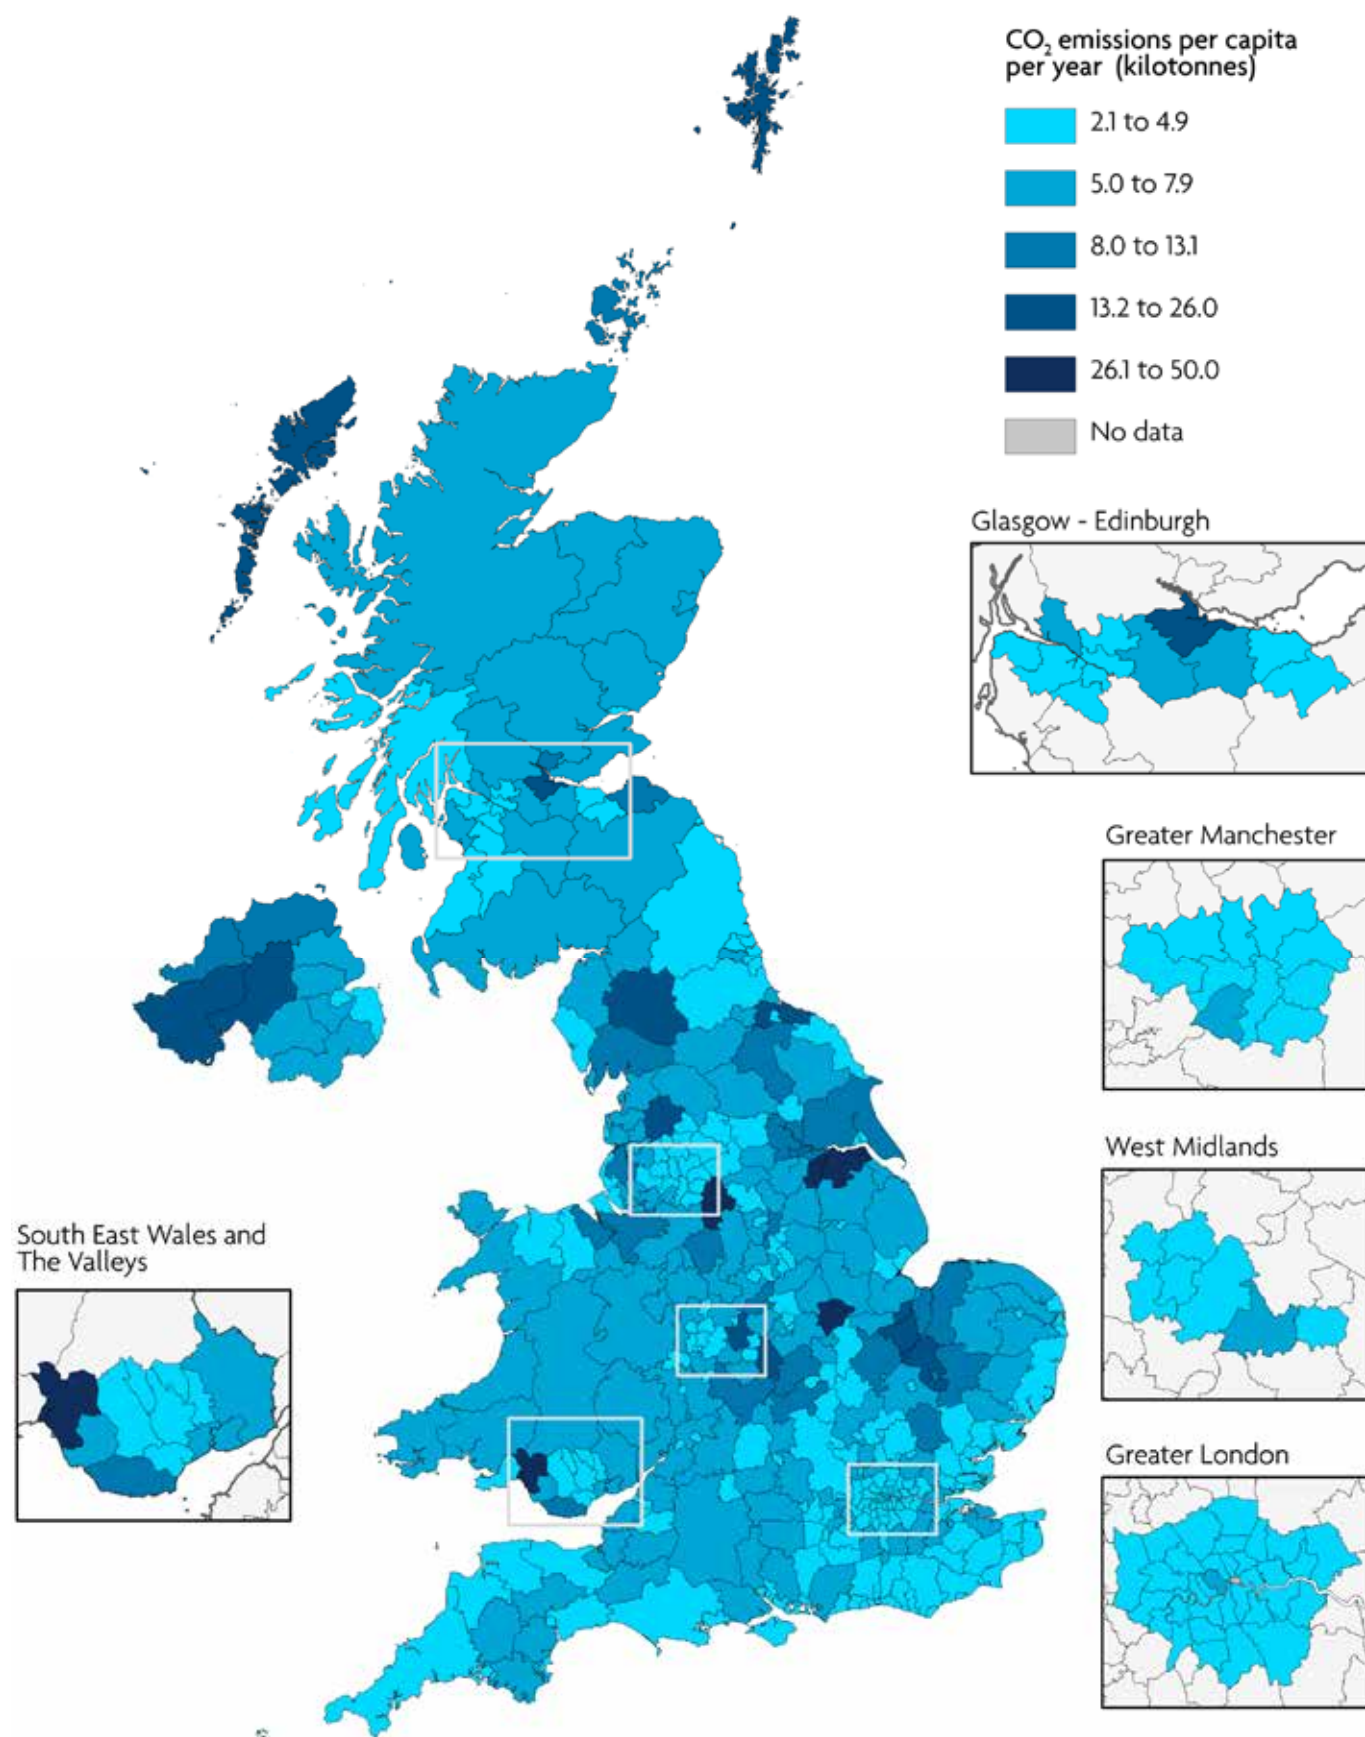 CO₂ emissions per capita
per year (kilotonnes)
2.1 to 4.9
5.0 to 7.9
8.0 to 13.1
13.2 to 26.0
26.1 to 50.0
No data
Glasgow - Edinburgh
Greater Manchester
West Midlands
South East Wales and
The Valleys
Greater London